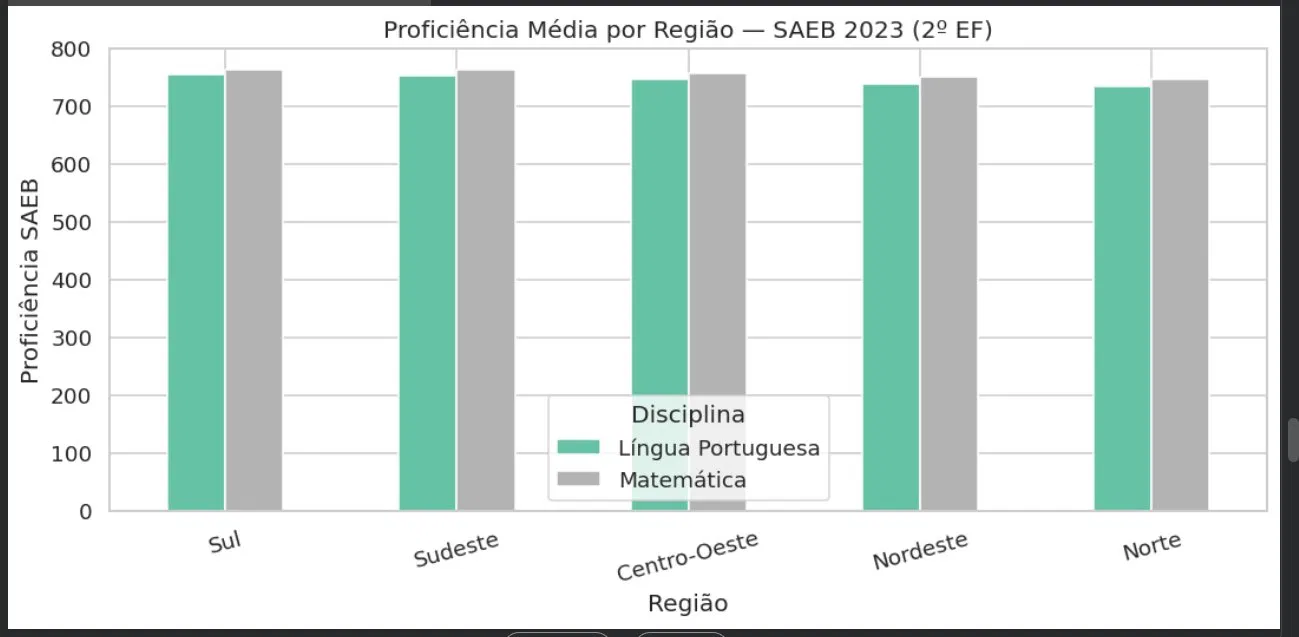 Proficiência Média por Região — SAEB 2023 (2º EF)
800
700
600
500
400
300
200
100
0
Proficiência SAEB
Disciplina
Língua Portuguesa
Matemática
Sul
Sudeste
Centro-Oeste
Nordeste
Norte
Região